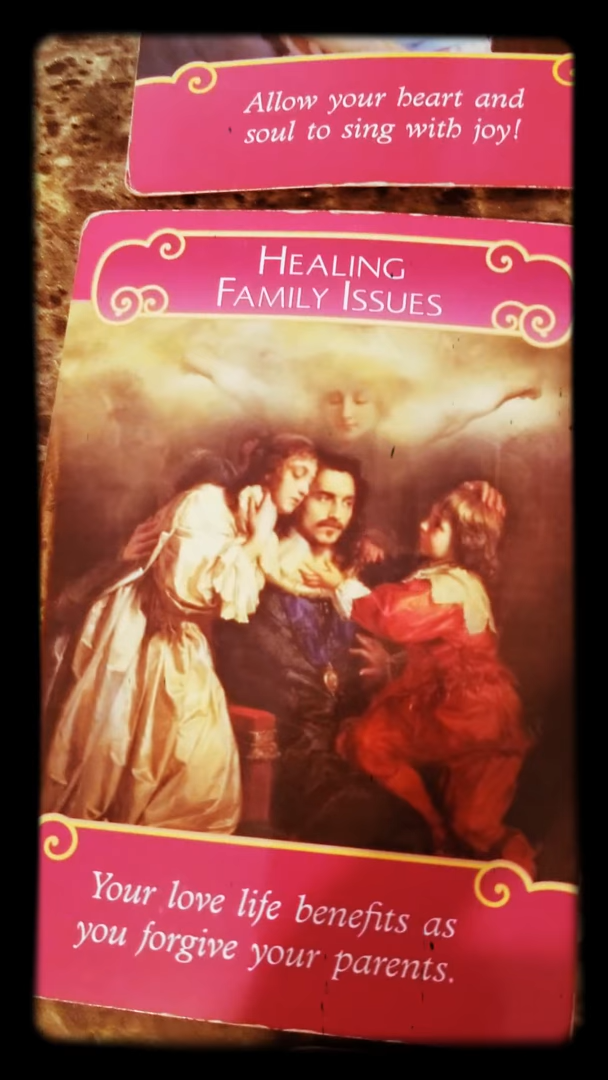 Allow your heart and
soul to sing with joy!
HEALING
FAMILY ISSUES
Your love life benefits as
you forgive your parents.